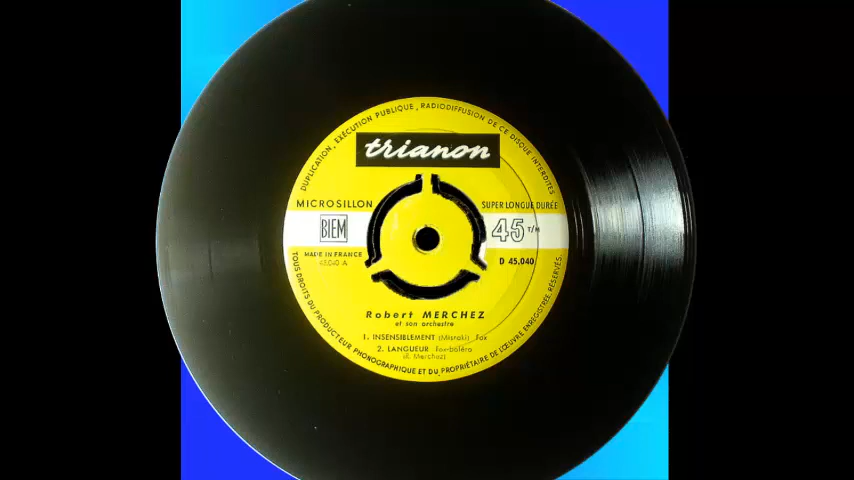 DUPLICATION, EXÉCUTION PUBLIQUE, RADIODIFFUSION DE CE DISQUE INTERDITES
trianon
MICROSILLON
SUPER LONGUE DURÉE
BIEM
45 T/M
MADE IN FRANCE
45.040 A
D 45,040
Robert MERCHEZ
et son orchestre
1. INSENSIBLEMENT (Misraki) Fox
2. LANGUEUR Fox-boléro
(R. Merchez)
TOUS DROITS DU PRODUCTEUR PHONOGRAPHIQUE ET DU PROPRIÉTAIRE DE L'ŒUVRE ENREGISTRÉE RÉSERVÉS.